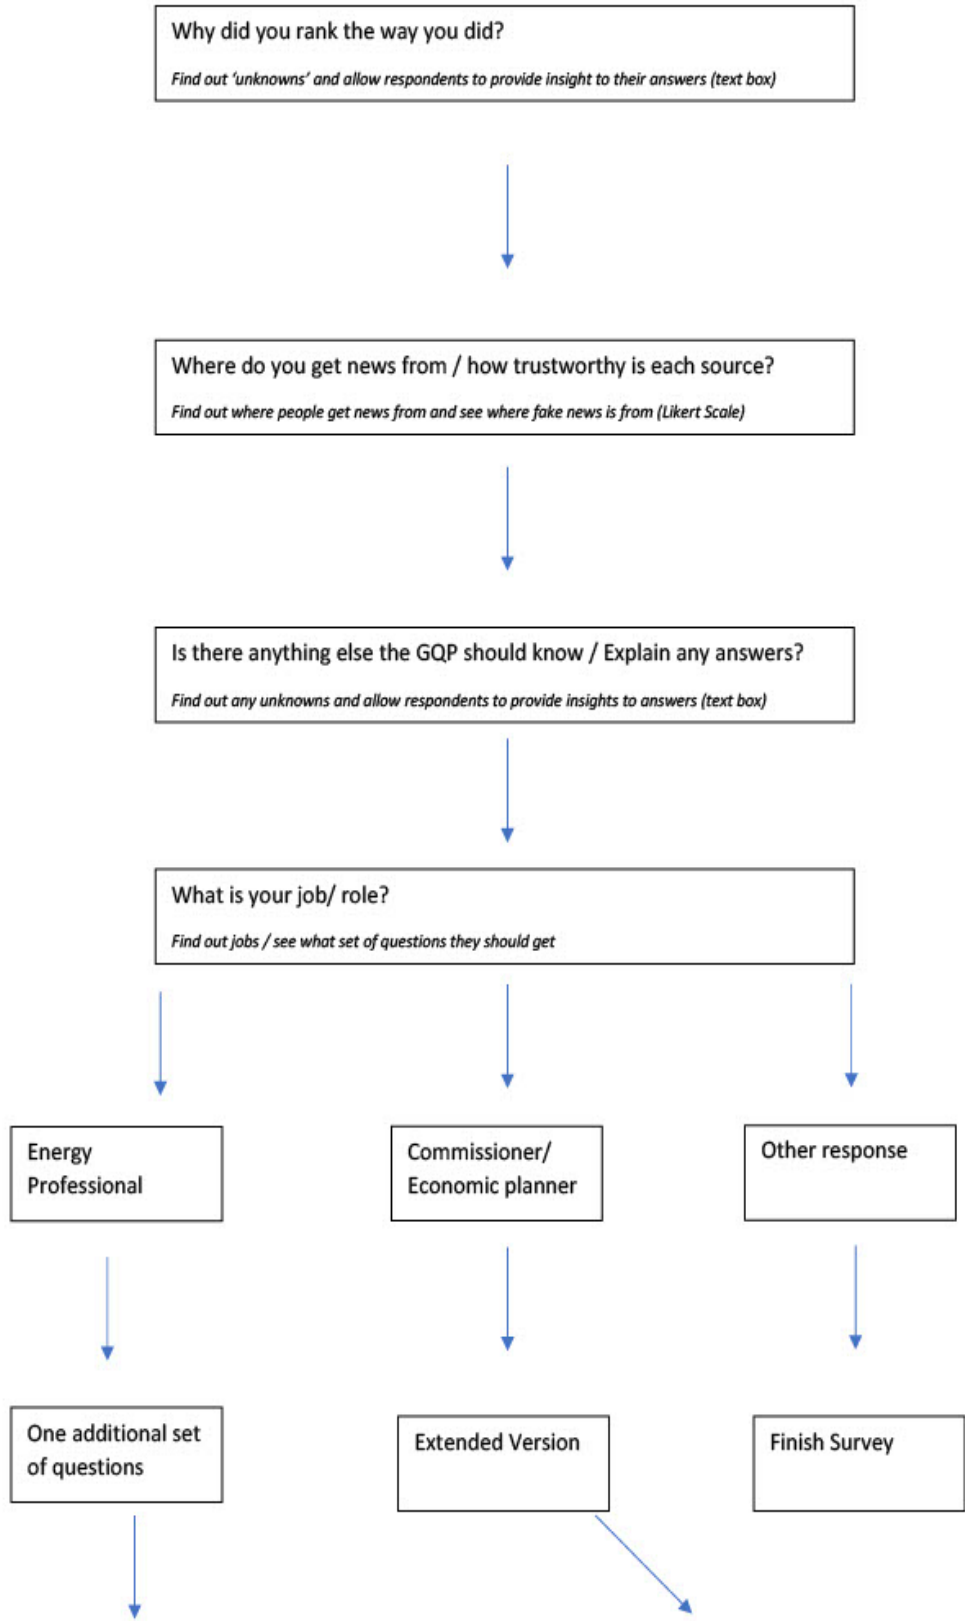 Why did you rank the way you did?
Find out ‘unknowns’ and allow respondents to provide insight to their answers (text box)
Where do you get news from / how trustworthy is each source?
Find out where people get news from and see where fake news is from (Likert Scale)
Is there anything else the GQP should know / Explain any answers?
Find out any unknowns and allow respondents to provide insights to answers (text box)
What is your job/ role?
Find out jobs / see what set of questions they should get
Energy
Professional
Commissioner/
Economic planner
Other response
One additional set
of questions
Extended Version
Finish Survey